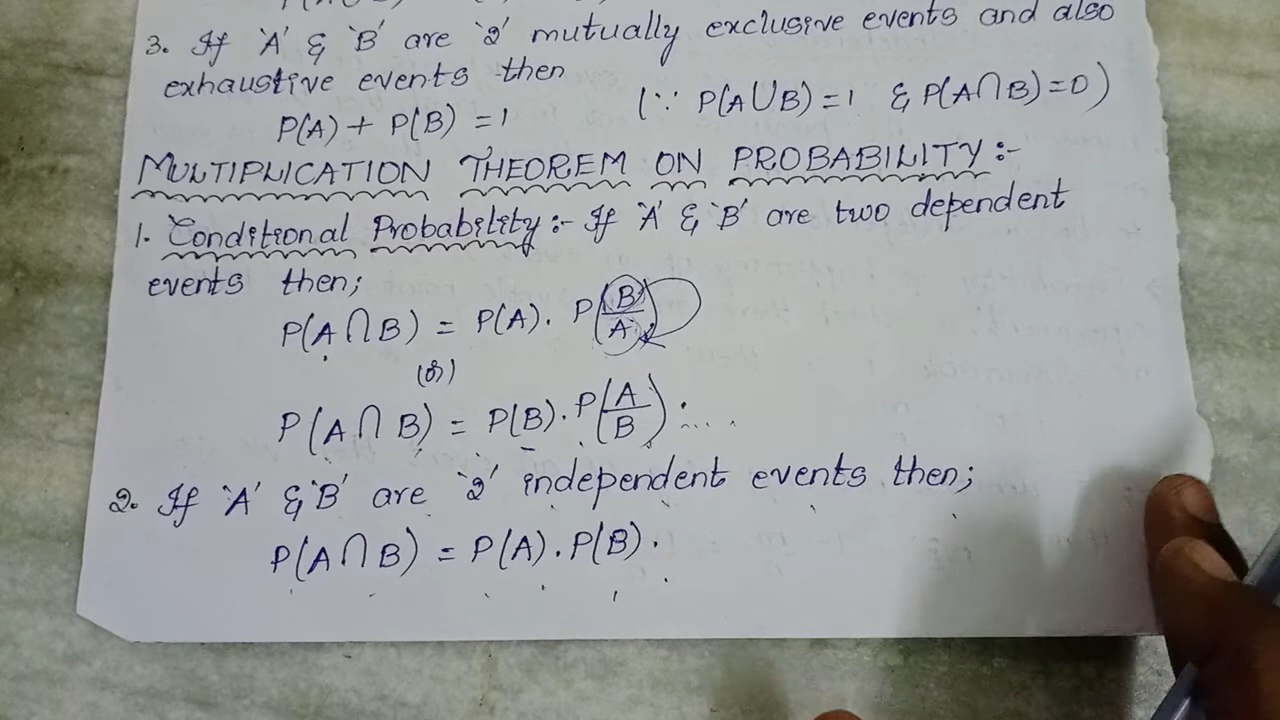 3. If 'A' & 'B' are '2' mutually exclusive events and also
exhaustive events then
P(A) + P(B) = 1 (∵ P(A∪B) = 1 & P(A∩B) = 0)
MULTIPLICATION THEOREM ON PROBABILITY :-
1. Conditional Probability :- If 'A' & 'B' are two dependent
events then;
P(A∩B) = P(A). P(B/A)
(or)
P(A∩B) = P(B). P(A/B) :....
2. If 'A' & 'B' are '2' independent events then;
P(A∩B) = P(A). P(B).